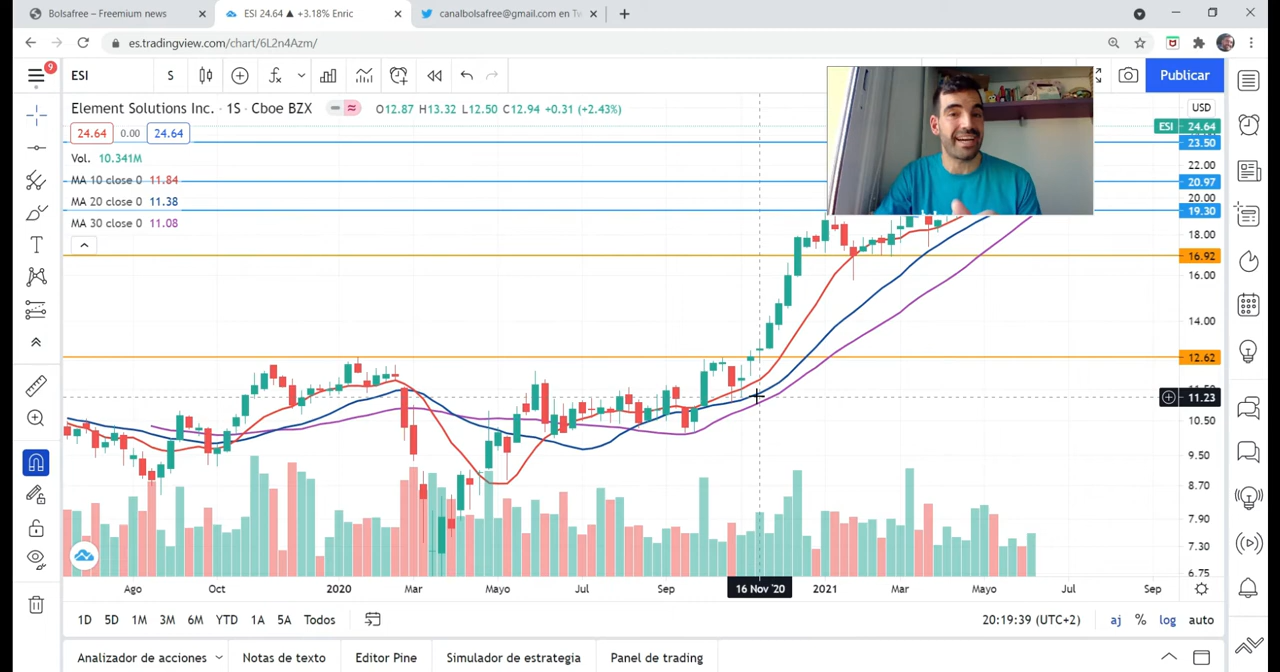 Bolsafree – Freemium news
ESI 24.64 ▲ +3.18% Enric
canalbolsafree@gmail.com en Tw
es.tradingview.com/chart/6L2n4Azm/
9
ESI
S
Publicar
Element Solutions Inc. · 1S · Cboe BZX
O12.87 H13.32 L12.50 C12.94 +0.31 (+2.43%)
USD
24.64 0.00 24.64
ESI 24.64
23.50
Vol. 10.341M
22.00
MA 10 close 0 11.84
20.97
MA 20 close 0 11.38
20.00
19.30
MA 30 close 0 11.08
18.00
16.92
16.00
14.00
12.62
11.23
10.50
9.50
8.70
7.90
7.30
6.75
Ago Oct 2020 Mar Mayo Jul Sep 16 Nov '20 2021 Mar Mayo Jul Sep
1D 5D 1M 3M 6M YTD 1A 5A Todos
20:19:39 (UTC+2) aj % log auto
Analizador de acciones Notas de texto Editor Pine Simulador de estrategia Panel de trading